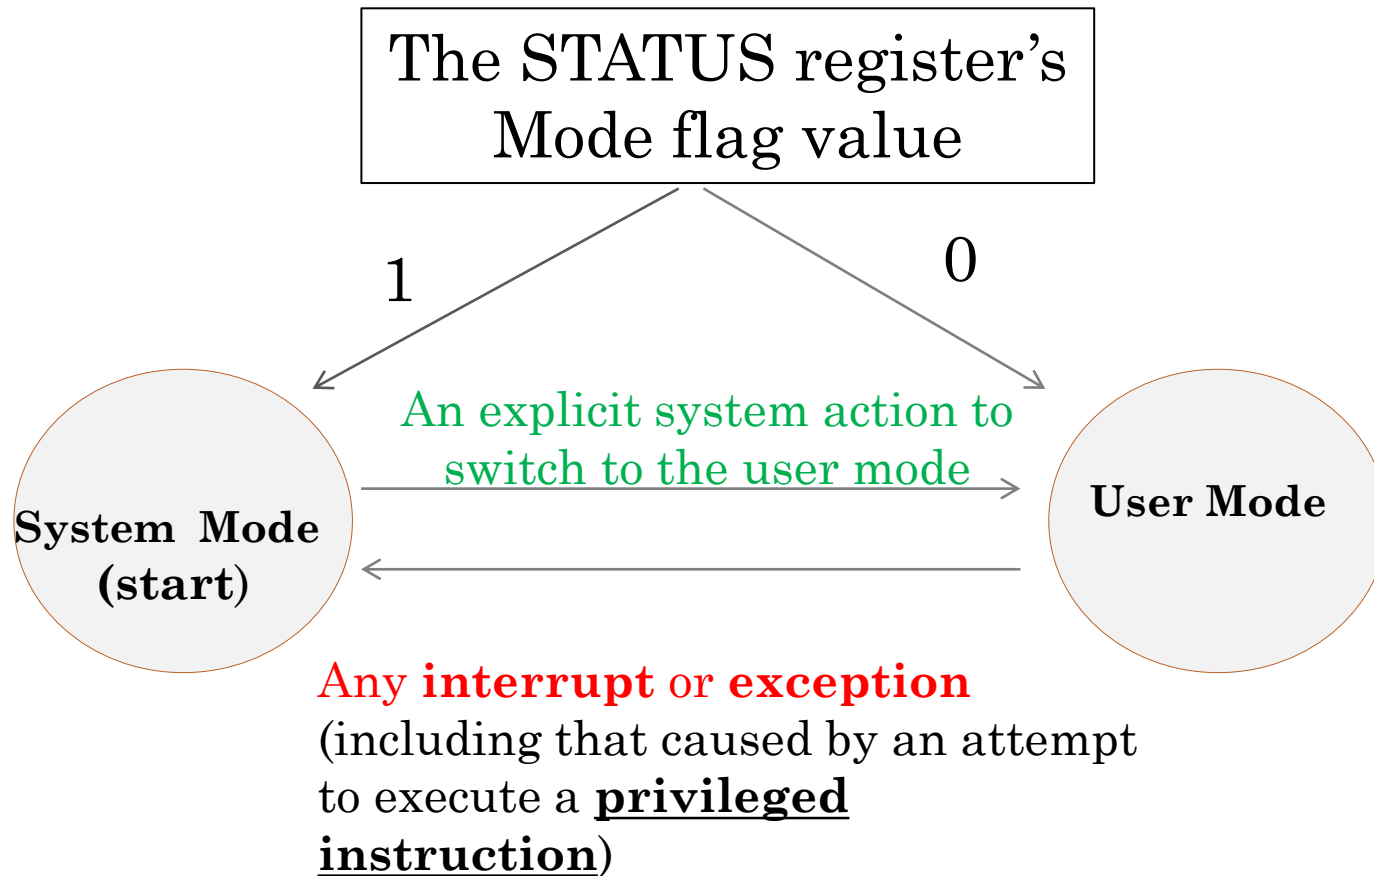 The STATUS register’s
Mode flag value
1
0
An explicit system action to
switch to the user mode
System Mode
(start)
User Mode
Any interrupt or exception
(including that caused by an attempt
to execute a privileged
instruction)